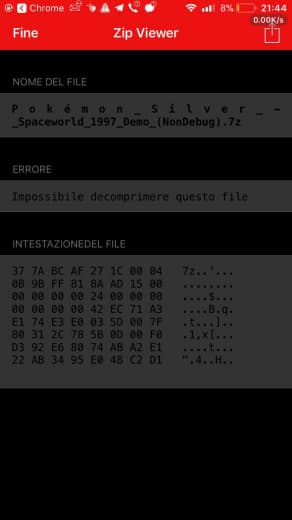 Chrome 8% 21:44
0.00K/s
Fine Zip Viewer
NOME DEL FILE
Pokémon_Silver_-
_Spaceworld_1997_Demo_(NonDebug).7z
ERRORE
Impossibile decomprimere questo file
INTESTAZIONEDEL FILE
37 7A BC AF 27 1C 00 04 7z..'...
0B 9B FF 81 8A AD 15 00 ........
00 00 00 00 24 00 00 00 ....$...
00 00 00 00 42 EC 71 A3 ....B.q.
E1 74 E3 E0 03 5D 00 7F .t...]..
80 31 2C 78 5B 0D 00 F0 .1,x[...
D3 92 E6 80 74 AB A2 E1 ....t...
22 AB 34 95 E0 48 C2 D1 ".4..H..